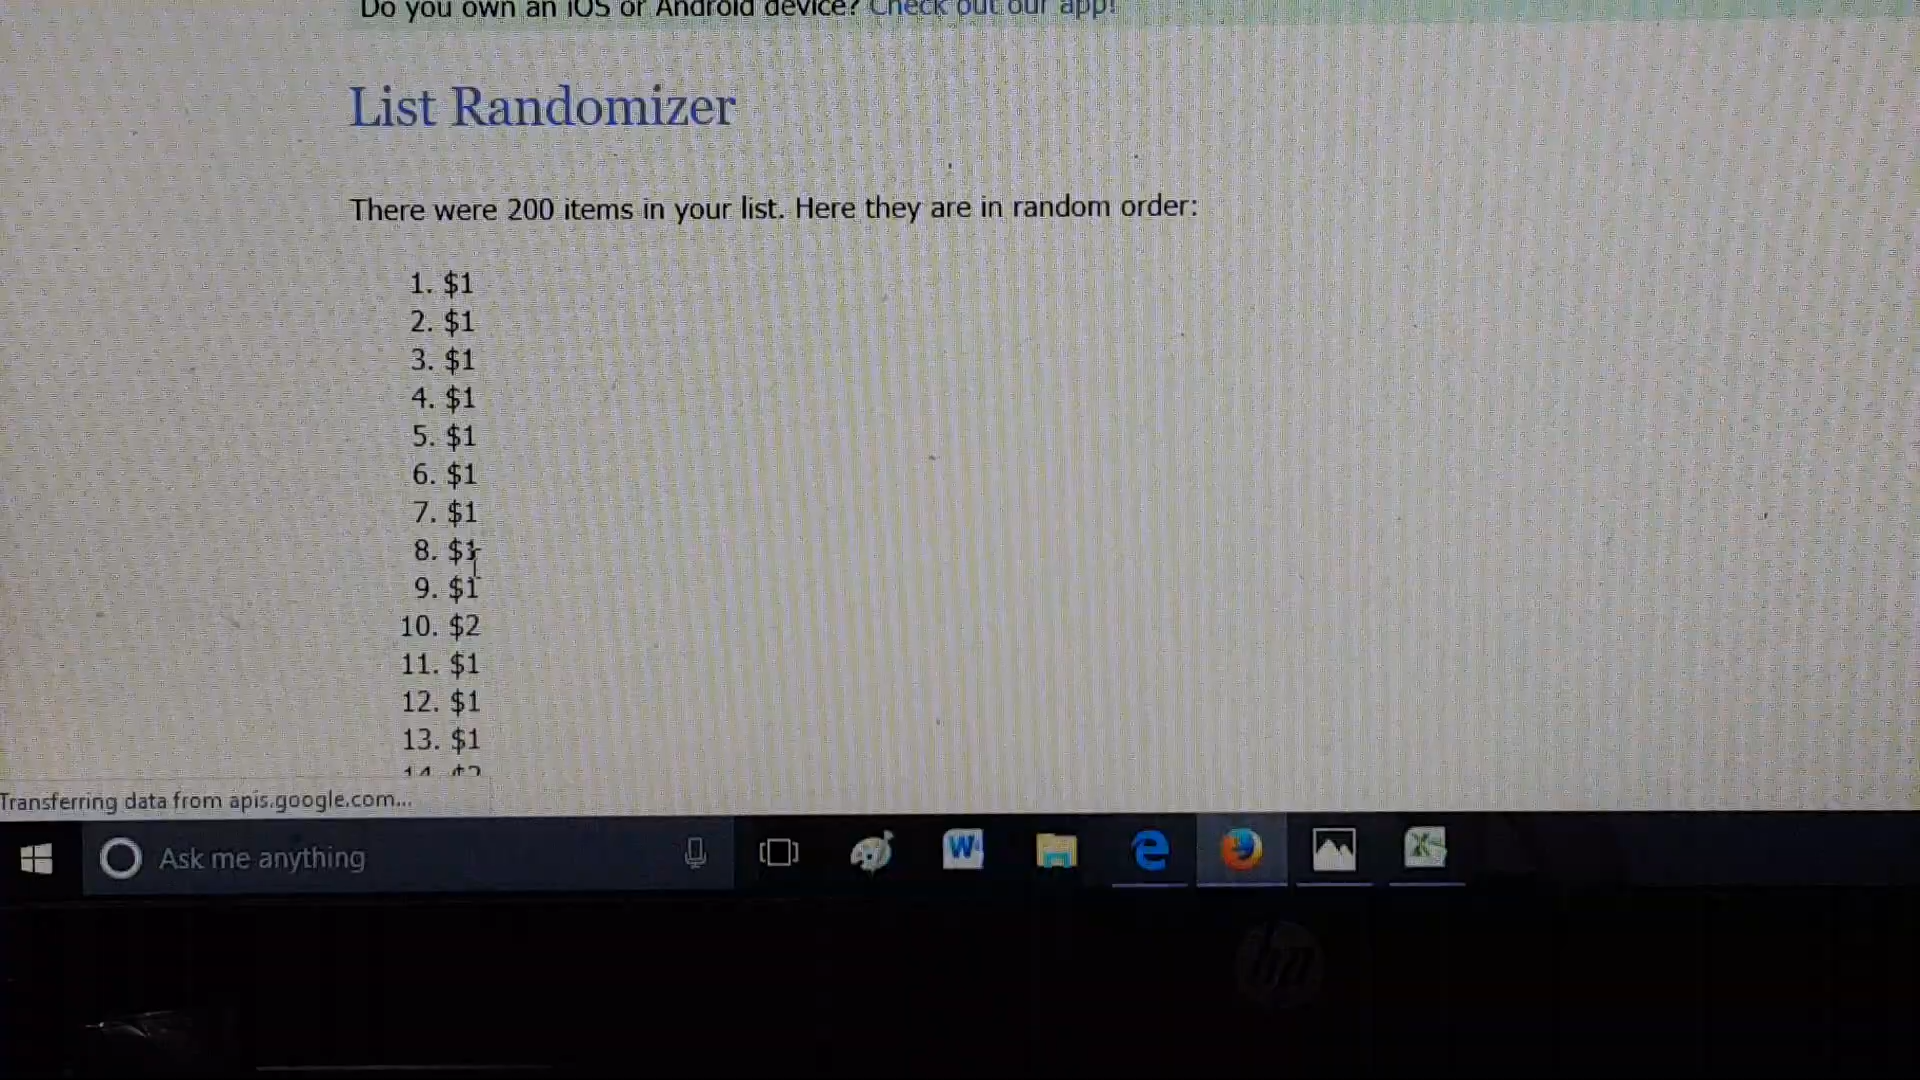 Do you own an iOS or Android device? Check out our app!
List Randomizer
There were 200 items in your list. Here they are in random order:
1. $1
2. $1
3. $1
4. $1
5. $1
6. $1
7. $1
8. $1
9. $1
10. $2
11. $1
12. $1
13. $1
Transferring data from apis.google.com...
Ask me anything
hp